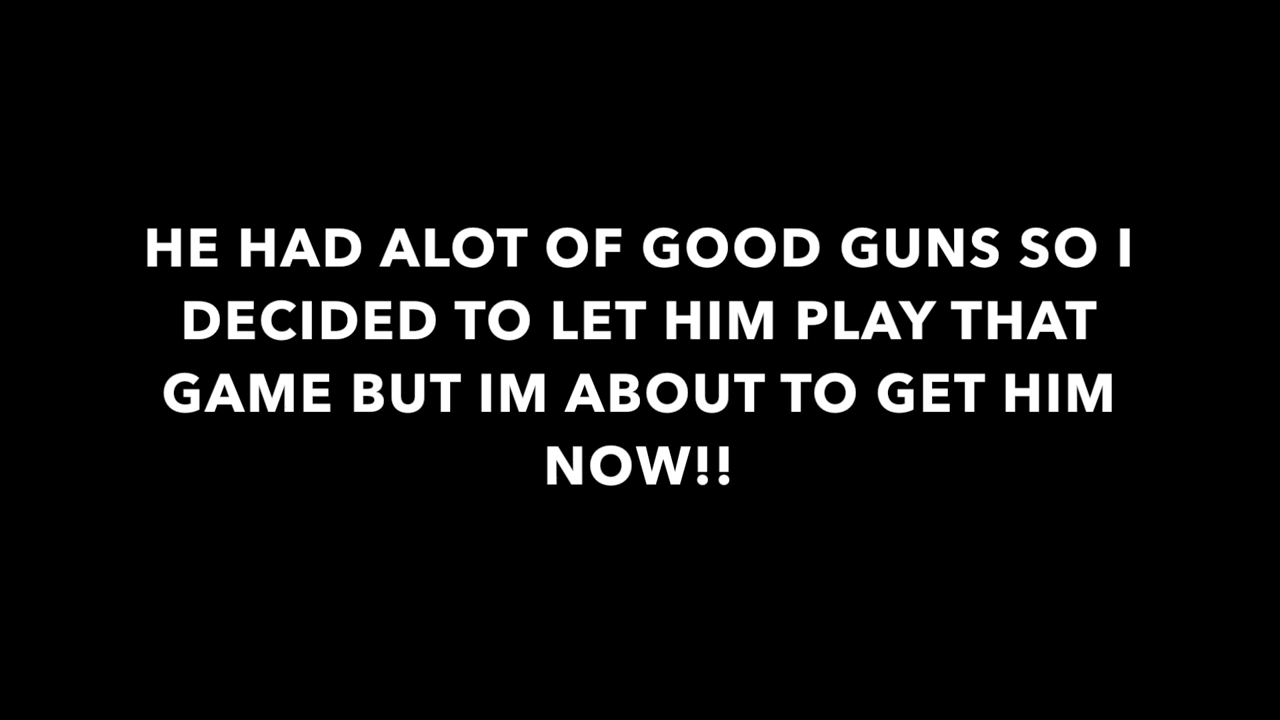 HE HAD ALOT OF GOOD GUNS SO I
DECIDED TO LET HIM PLAY THAT
GAME BUT IM ABOUT TO GET HIM
NOW!!